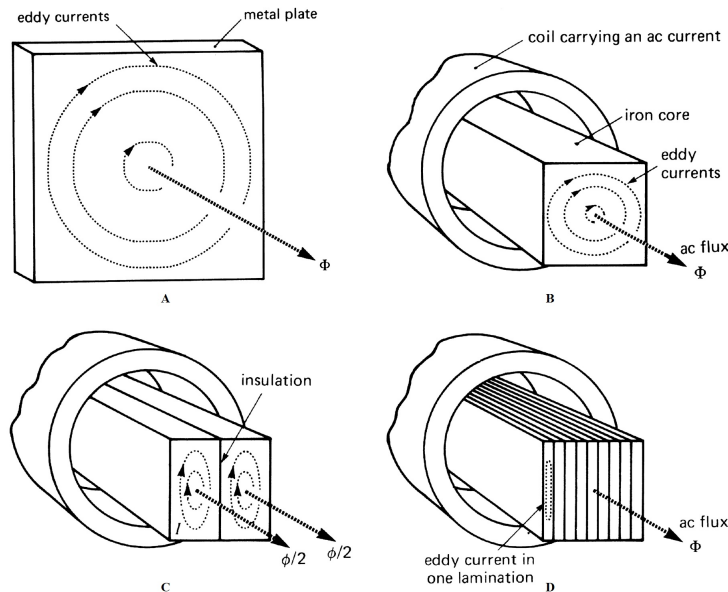 eddy currents
metal plate
Φ
A
coil carrying an ac current
iron core
eddy
currents
ac flux
Φ
B
insulation
I
ϕ/2
ϕ/2
C
ac flux
Φ
eddy current in
one lamination
D